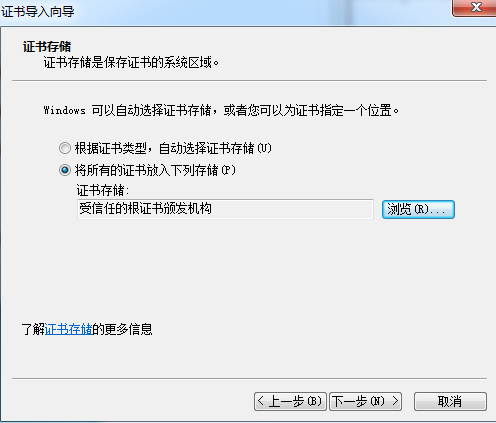 证书导入向导
证书存储
证书存储是保存证书的系统区域。
Windows 可以自动选择证书存储，或者您可以为证书指定一个位置。
根据证书类型，自动选择证书存储(U)
将所有的证书放入下列存储(P)
证书存储:
受信任的根证书颁发机构 浏览(R)...
了解证书存储的更多信息
< 上一步(B) 下一步(N) > 取消